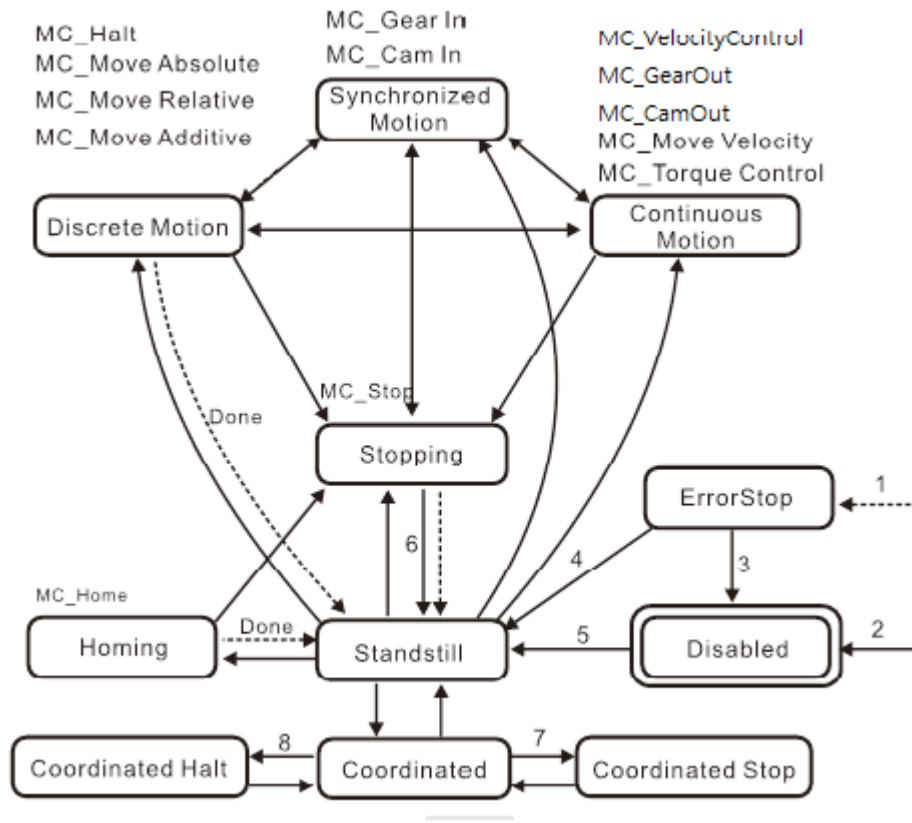 MC_Halt
MC_Move Absolute
MC_Move Relative
MC_Move Additive
MC_Gear In
MC_Cam In
MC_VelocityControl
MC_GearOut
MC_CamOut
MC_Move Velocity
MC_Torque Control
Synchronized
Motion
Discrete Motion
Continuous
Motion
MC_Stop
Done
Stopping
ErrorStop
1
6
4
3
MC_Home
Homing
Done
Standstill
5
Disabled
2
Coordinated Halt
8
Coordinated
7
Coordinated Stop